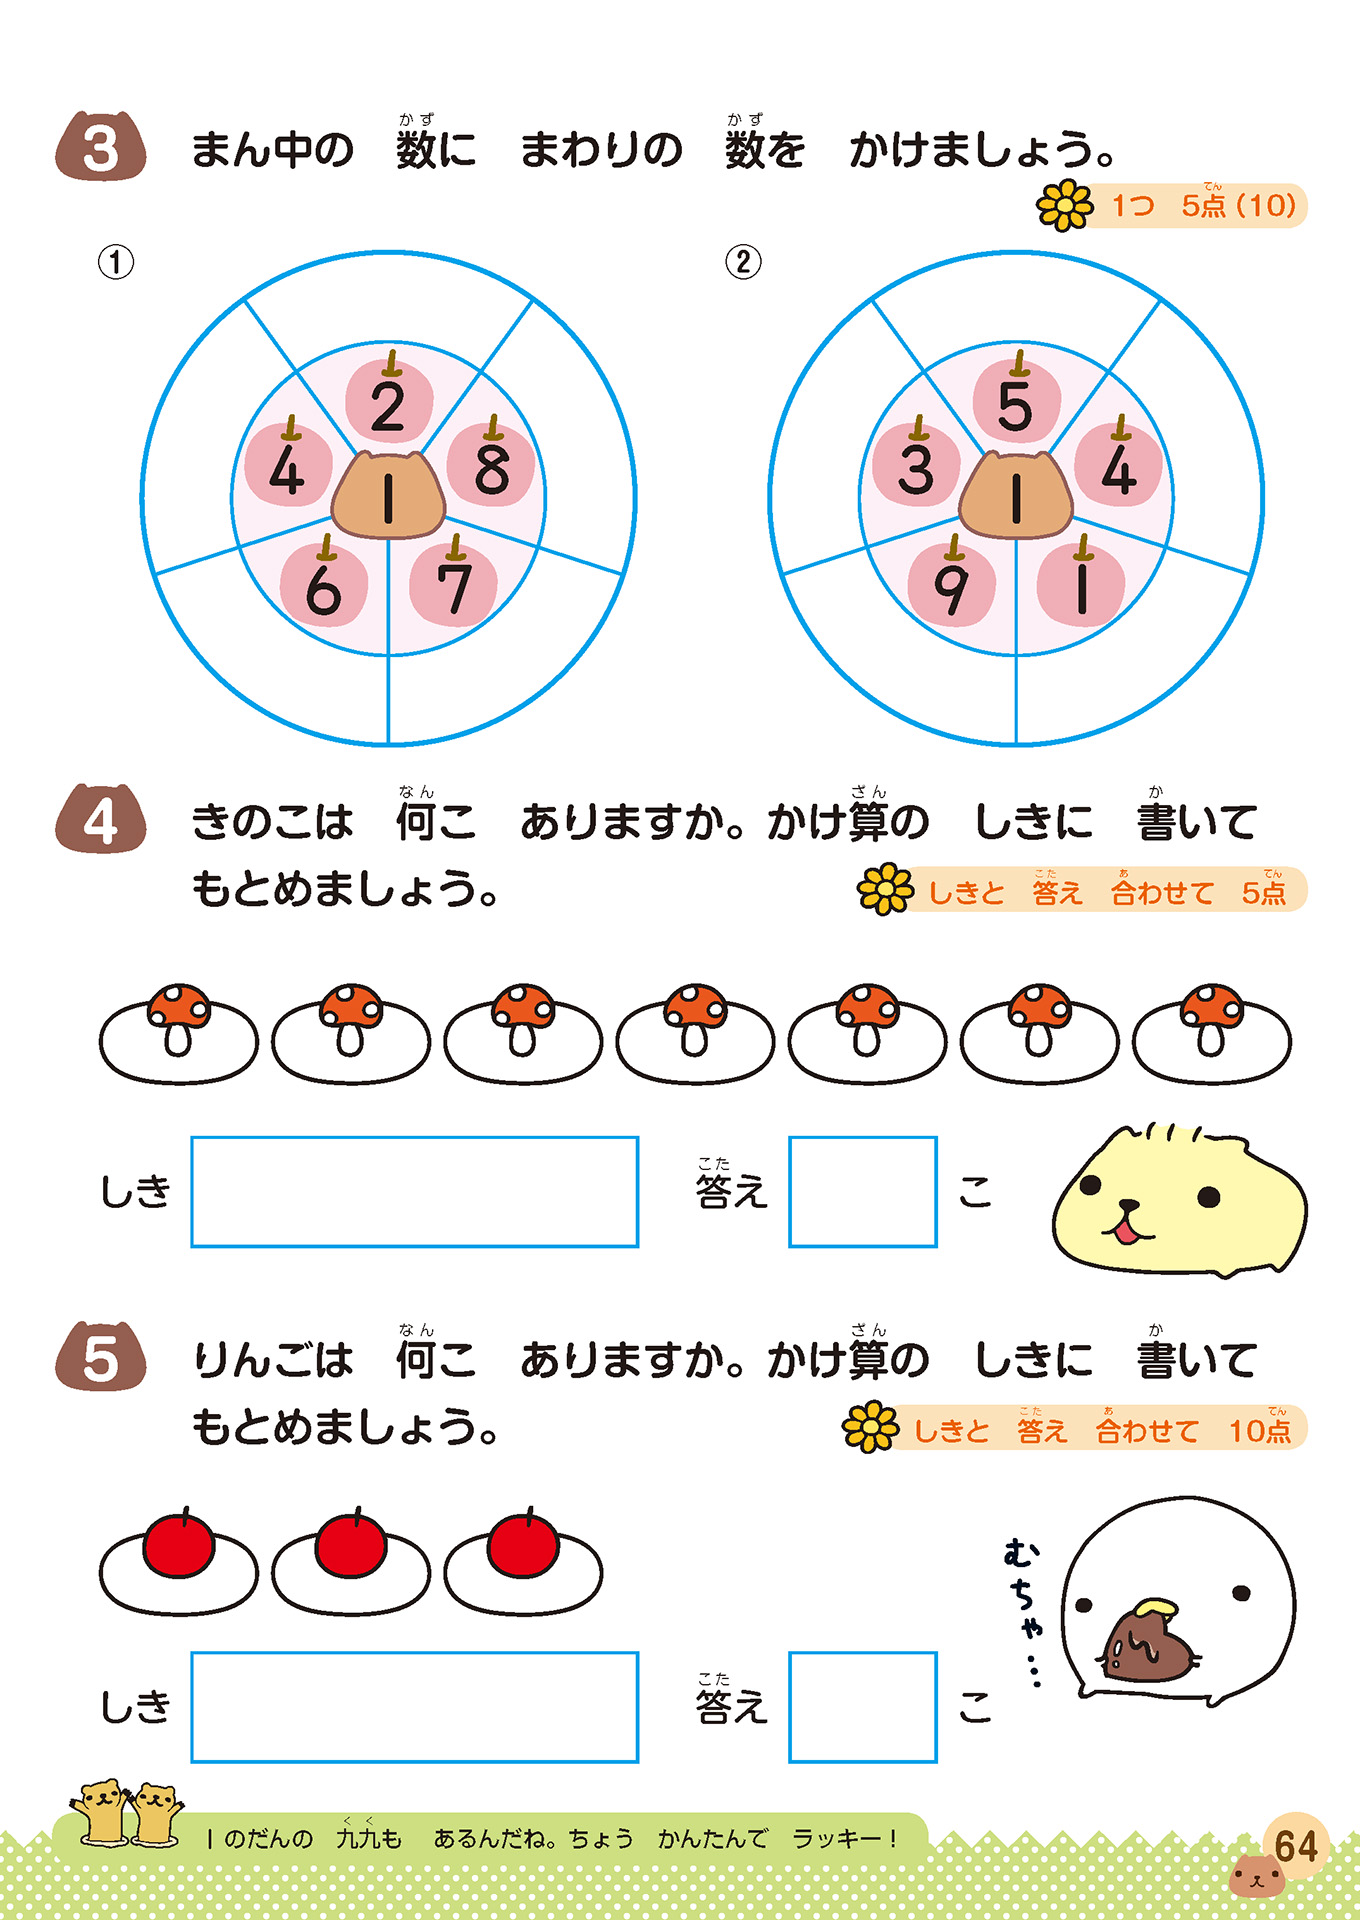 3 まん中の 数に まわりの 数を かけましょう。
かず かず
1つ 5点(10)
てん
① ②
2 8 7 6 4 1
5 4 1 9 3 1
4 きのこは 何こ ありますか。かけ算の しきに 書いて
なん ざん か
もとめましょう。
しきと 答え 合わせて 5点
こた あ てん
しき 答え こ
こた
5 りんごは 何こ ありますか。かけ算の しきに 書いて
なん ざん か
もとめましょう。
しきと 答え 合わせて 10点
こた あ てん
むちゃ…
しき 答え こ
こた
1のだんの 九九も あるんだね。ちょう かんたんで ラッキー！
く く
64